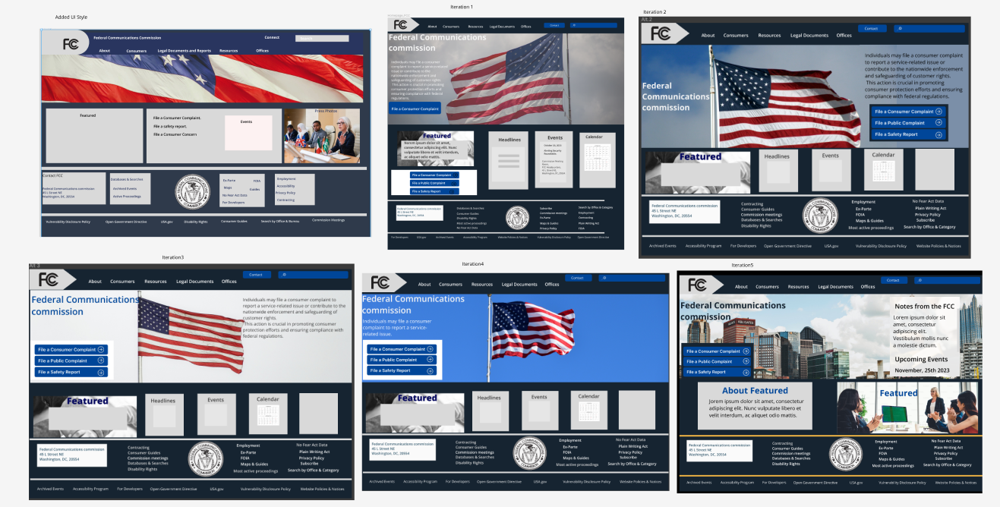 Added UI Style
FCC
Federal Communications Commission
Connect
Search
About
Consumers
Legal Documents and Reports
Resources
Offices
Featured
File a Consumer Complaint.
File a safety report.
File a Consumer Concern
Events
Press Photos
Contact FCC
Federal Communications commission
45 L Street NE
Washington, DC, 20554
Databases & Searches
Archived Events
Active Proceedings
Ex-Parte
FOIA
Maps
Guides
No Fear Act Data
For Developers
Employment
Accessibility
Privacy Policy
Contracting
Vulnerability Disclosure Policy
Open Government Directive
USA.gov
Disability Rights
Consumer Guides
Search by Office & Bureau
Commission Meetings
Iteration 1
FCC
About
Consumers
Resources
Legal Documents
Offices
Contact
Federal Communications
commission
Individuals may file a consumer
complaint to report a service-related
issue or contribute to the
nationwide enforcement and
safeguarding of customer rights.
This action is crucial in promoting
consumer protection efforts and
ensuring compliance with federal
regulations.
File a Consumer Complaint
Featured
lorem ipsum dolor sit amet,
consectetur adipiscing elit. Nunc
vulputate libero et velit interdum,
ac aliquet odio mattis.
File a Consumer Complaint
File a Public Complaint
File a Safety Report
Headlines
Events
Calendar
Federal Communications commission
45 L Street NE
Washington, DC, 20554
Databases & Searches
Consumer Guides
Disability Rights
Most active proceedings
No Fear Act Data
Subscribe
Commission meetings
Ex-Parte
Maps & Guides
Privacy Policy
Search by Office & Category
Employment
Contracting
Plain Writing Act
FOIA
For Developers
USA.gov
Archived Events
Accessibility Program
Website Policies & Notices
Vulnerability Disclosure Policy
Open Government Directive
Iteration 2
Alt.2
FCC
About
Consumers
Resources
Legal Documents
Offices
Contact
Federal
Communications
commission
Individuals may file a consumer complaint
to report a service-related issue or
contribute to the nationwide enforcement
and safeguarding of customer rights.
This action is crucial in promoting
consumer protection efforts and ensuring
compliance with federal regulations.
File a Consumer Complaint
File a Public Complaint
File a Safety Report
Featured
Headlines
Events
Calendar
Federal Communications commission
45 L Street NE
Washington, DC, 20554
Contracting
Consumer Guides
Databases & Searches
Disability Rights
Employment
Ex-Parte
FOIA
Maps & Guides
Most active proceedings
No Fear Act Data
Plain Writing Act
Privacy Policy
Subscribe
Search by Office & Category
Archived Events
Accessibility Program
For Developers
Open Government Directive
USA.gov
Vulnerability Disclosure Policy
Website Policies & Notices
Iteration3
Alt 3
FCC
About
Consumers
Resources
Legal Documents
Offices
Contact
Federal Communications
commission
Individuals may file a consumer complaint to
report a service-related issue or contribute to the
nationwide enforcement and safeguarding of
customer rights.
This action is crucial in promoting consumer
protection efforts and ensuring compliance with
federal regulations.
File a Consumer Complaint
File a Public Complaint
File a Safety Report
Featured
Headlines
Events
Calendar
Federal Communications commission
45 L Street NE
Washington, DC, 20554
Contracting
Consumer Guides
Commission meetings
Databases & Searches
Disability Rights
Employment
Ex-Parte
FOIA
Maps & Guides
Most active proceedings
No Fear Act Data
Plain Writing Act
Privacy Policy
Subscribe
Search by Office & Category
Archived Events
Accessibility Program
For Developers
Open Government Directive
USA.gov
Vulnerability Disclosure Policy
Website Policies & Notices
Iteration4
FCC
About
Consumers
Resources
Legal Documents
Offices
Contact
Federal Communications
commission
Individuals may file a consumer
complaint to report a service-
related issue.
File a Consumer Complaint
File a Public Complaint
File a Safety Report
Featured
Headlines
Events
Calendar
Federal Communications commission
45 L Street NE
Washington, DC, 20554
Contracting
Consumer Guides
Commission meetings
Databases & Searches
Disability Rights
Employment
Ex-Parte
FOIA
Maps & Guides
Most active proceedings
No Fear Act Data
Plain Writing Act
Privacy Policy
Subscribe
Search by Office & Category
Archived Events
Accessibility Program
For Developers
Open Government Directive
USA.gov
Vulnerability Disclosure Policy
Website Policies & Notices
Iteration5
FCC
About
Consumers
Resources
Legal Documents
Offices
Contact
Federal Communications
commission
File a Consumer Complaint
File a Public Complaint
File a Safety Report
Notes from the FCC
Lorem ipsum dolor sit
amet, consectetur
adipiscing elit.
Vestibulum mollis nunc
a molestie dictum.
Upcoming Events
November, 25th 2023
About Featured
Jorem ipsum dolor sit amet, consectetur
adipiscing elit. Nunc vulputate libero et
velit interdum, ac aliquet odio mattis.
Featured
Federal Communications commission
45 L Street NE
Washington, DC, 20554
Contracting
Consumer Guides
Commission meetings
Databases & Searches
Disability Rights
Employment
Ex-Parte
FOIA
Maps & Guides
Most active proceedings
No Fear Act Data
Plain Writing Act
Privacy Policy
Subscribe
Search by Office & Category
Archived Events
Accessibility Program
For Developers
Open Government Directive
USA.gov
Vulnerability Disclosure Policy
Website Policies & Notices